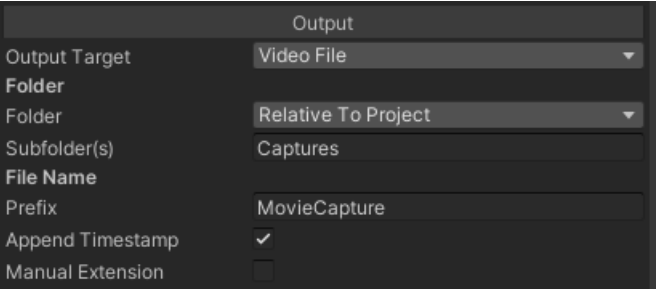 Output
Output Target Video File
Folder
Folder Relative To Project
Subfolder(s) Captures
File Name
Prefix MovieCapture
Append Timestamp
Manual Extension